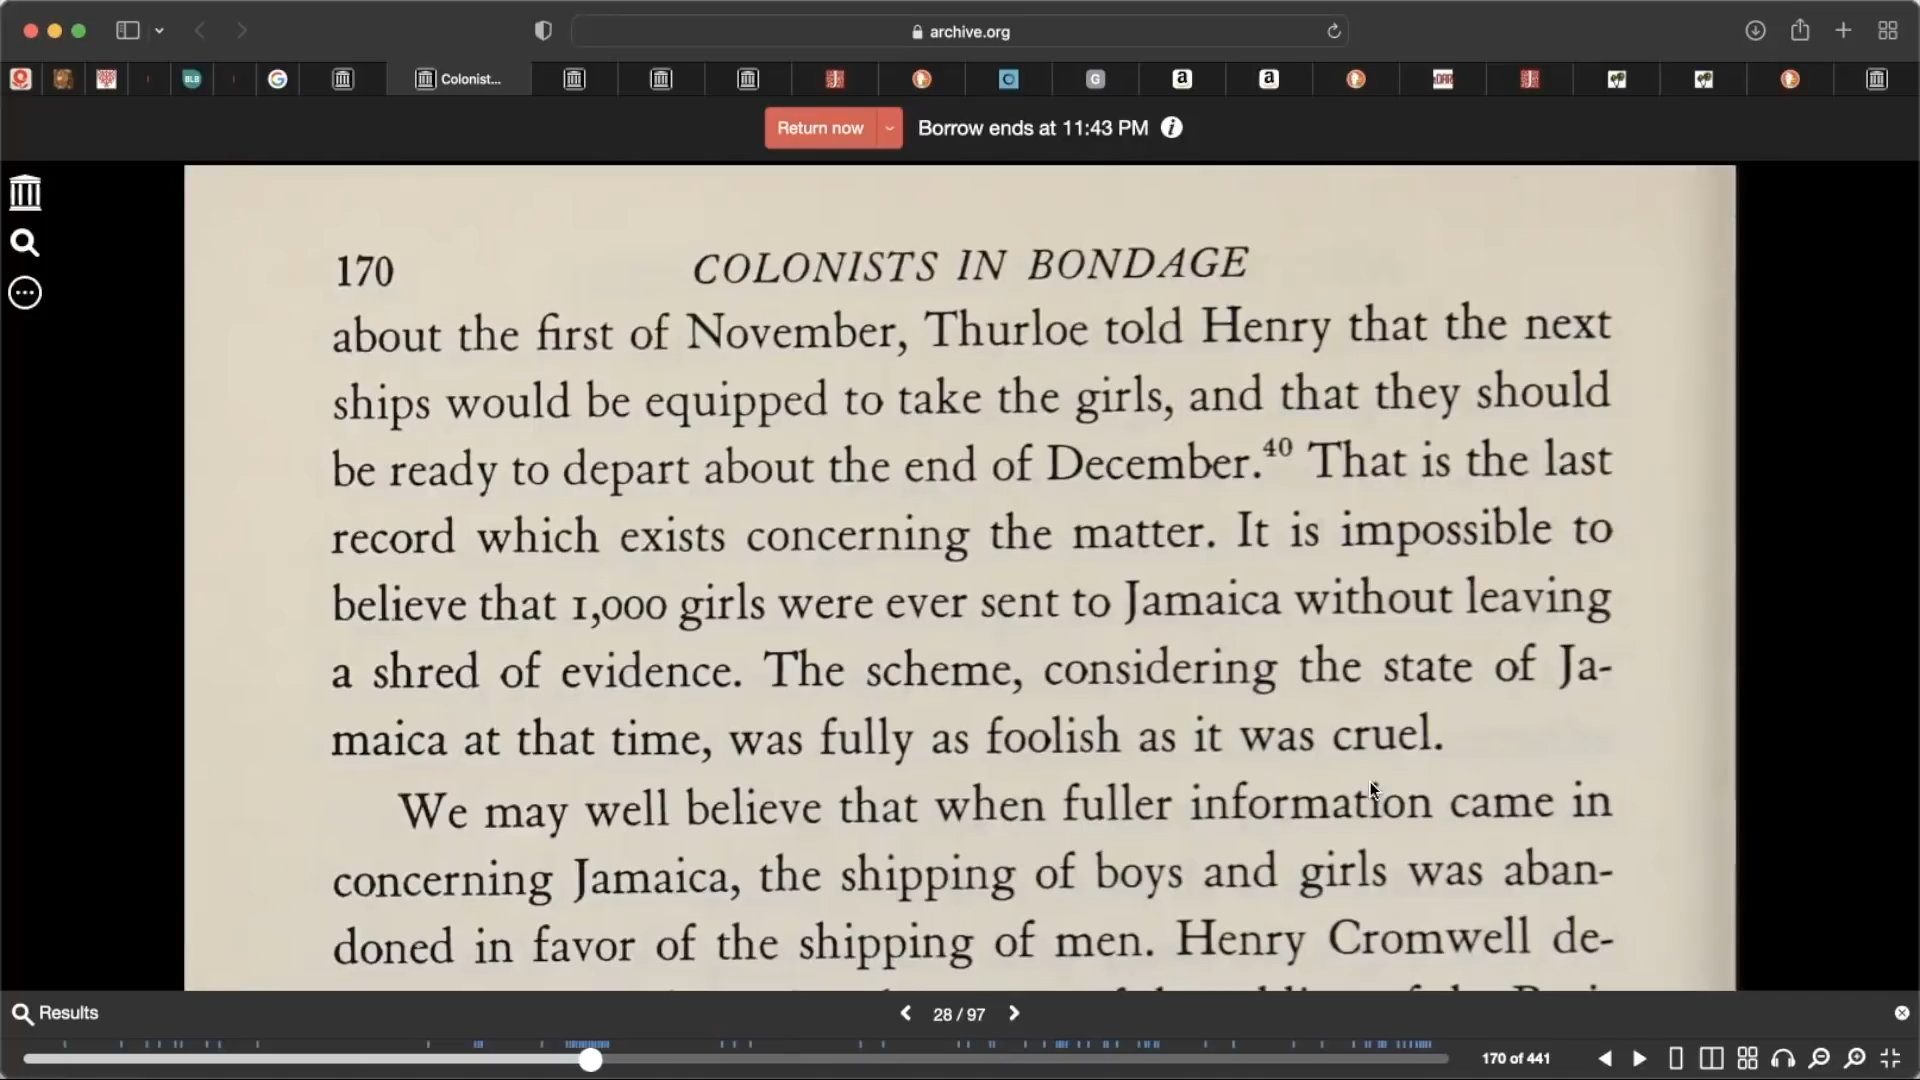 archive.org
BLB
G
Colonist...
G
a
a
DAR
Return now
Borrow ends at 11:43 PM
170
COLONISTS IN BONDAGE
about the first of November, Thurloe told Henry that the next
ships would be equipped to take the girls, and that they should
be ready to depart about the end of December.40 That is the last
record which exists concerning the matter. It is impossible to
believe that 1,000 girls were ever sent to Jamaica without leaving
a shred of evidence. The scheme, considering the state of Ja-
maica at that time, was fully as foolish as it was cruel.
We may well believe that when fuller information came in
concerning Jamaica, the shipping of boys and girls was aban-
doned in favor of the shipping of men. Henry Cromwell de-
Results
28 / 97
170 of 441